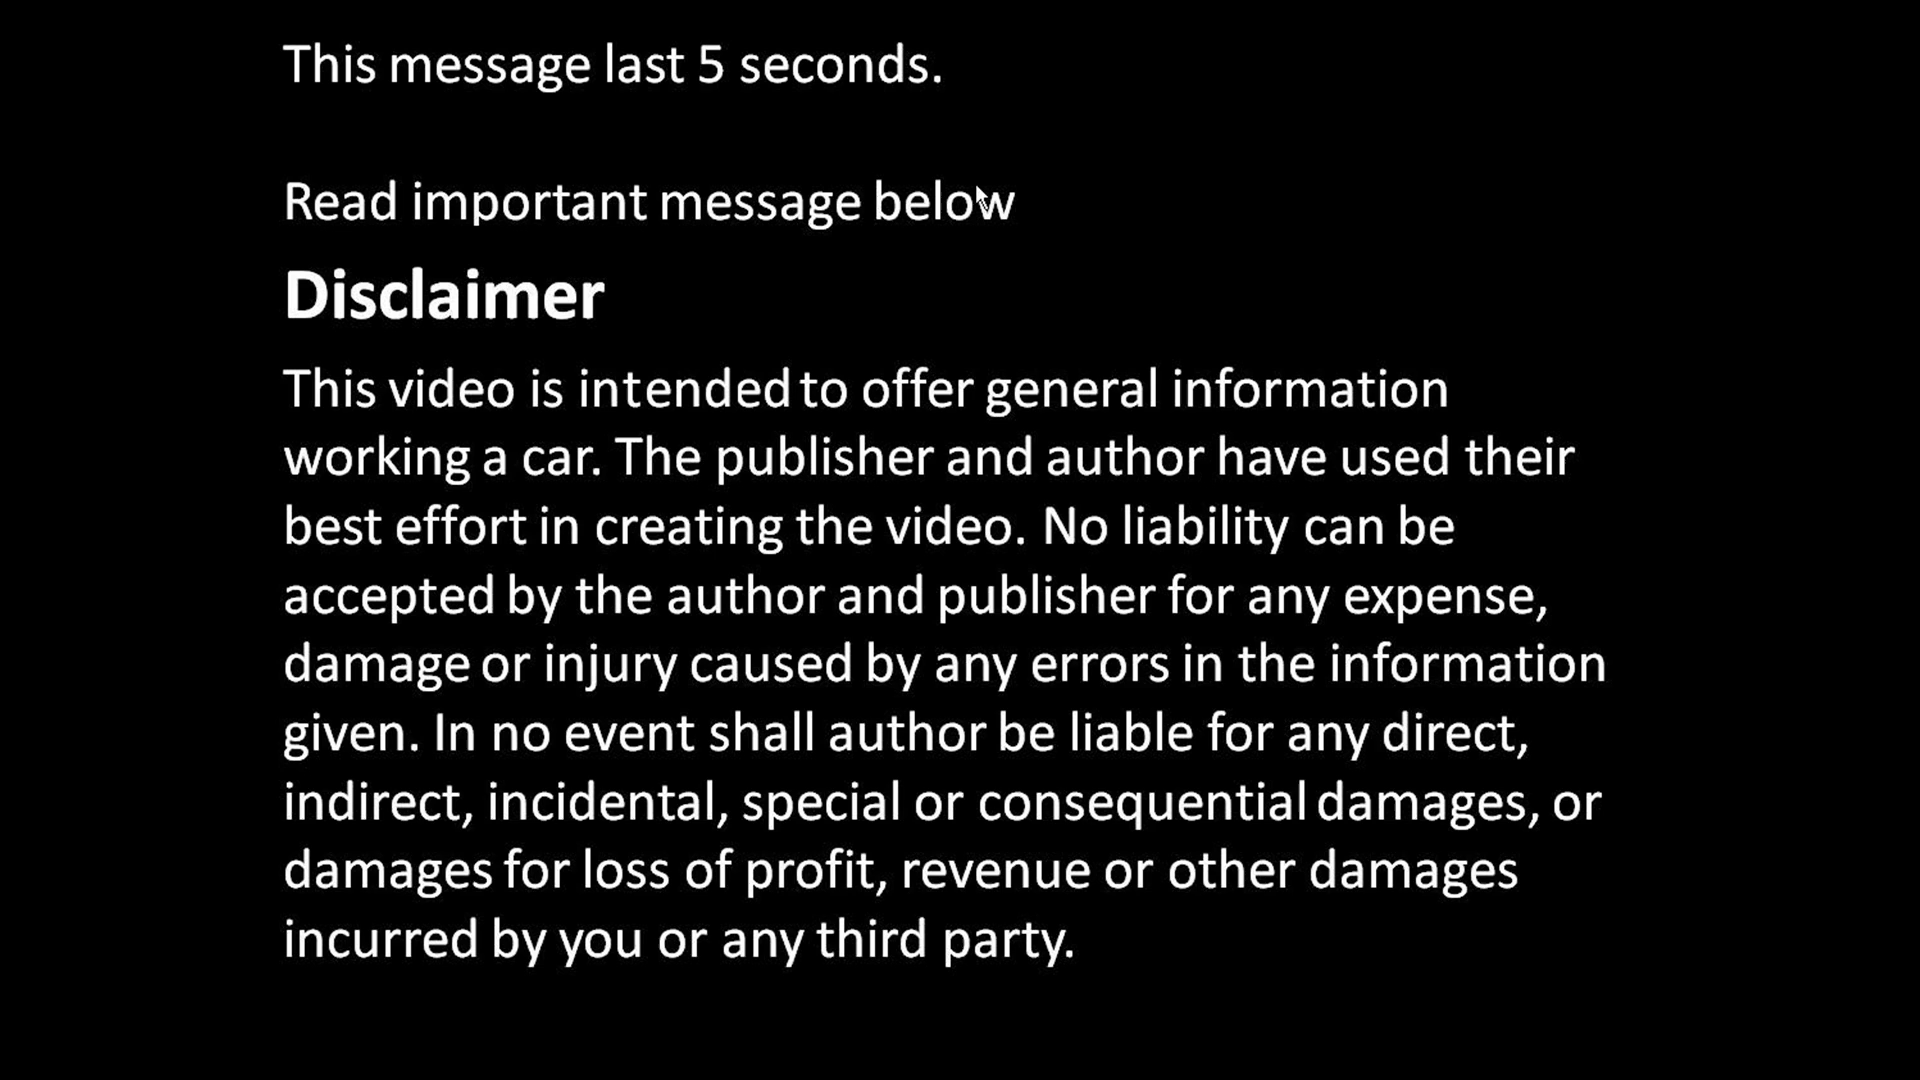 This message last 5 seconds.
Read important message below
Disclaimer
This video is intended to offer general information
working a car. The publisher and author have used their
best effort in creating the video. No liability can be
accepted by the author and publisher for any expense,
damage or injury caused by any errors in the information
given. In no event shall author be liable for any direct,
indirect, incidental, special or consequential damages, or
damages for loss of profit, revenue or other damages
incurred by you or any third party.